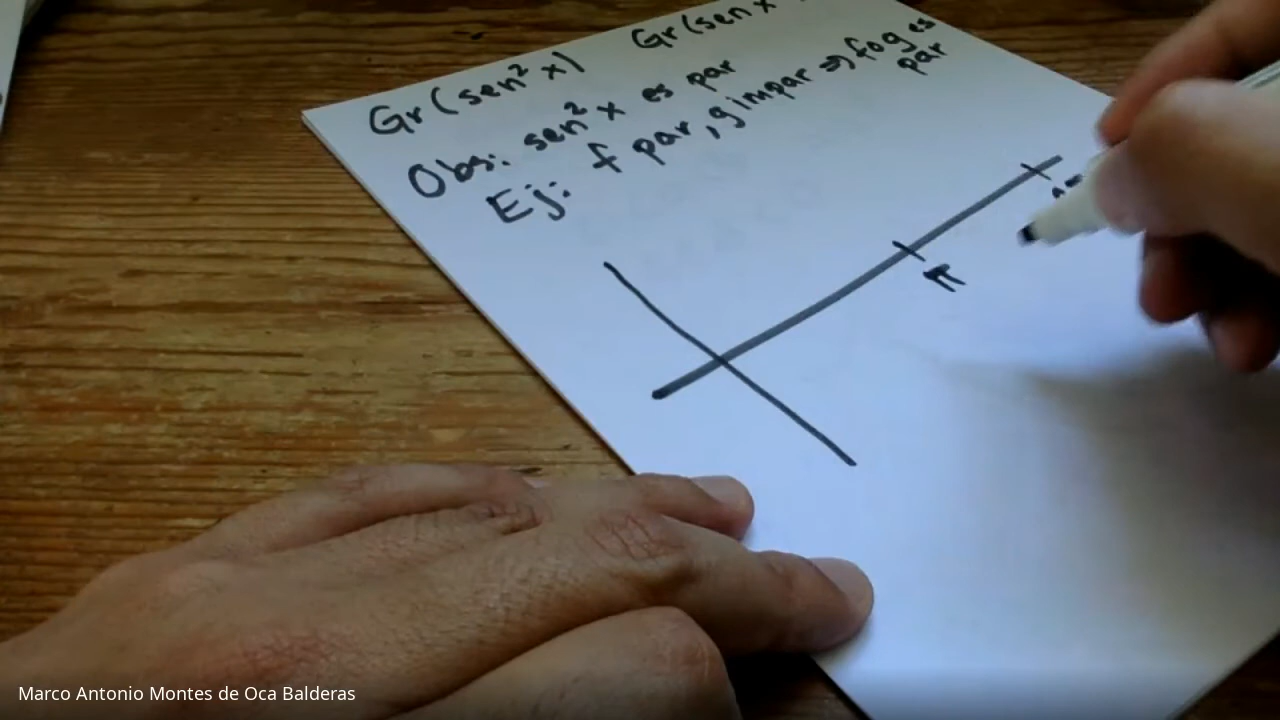 Gr(sen² x) Gr(sen x
Obs: sen² x es par
Ej: f par, g impar => fog es
par
π
Marco Antonio Montes de Oca Balderas